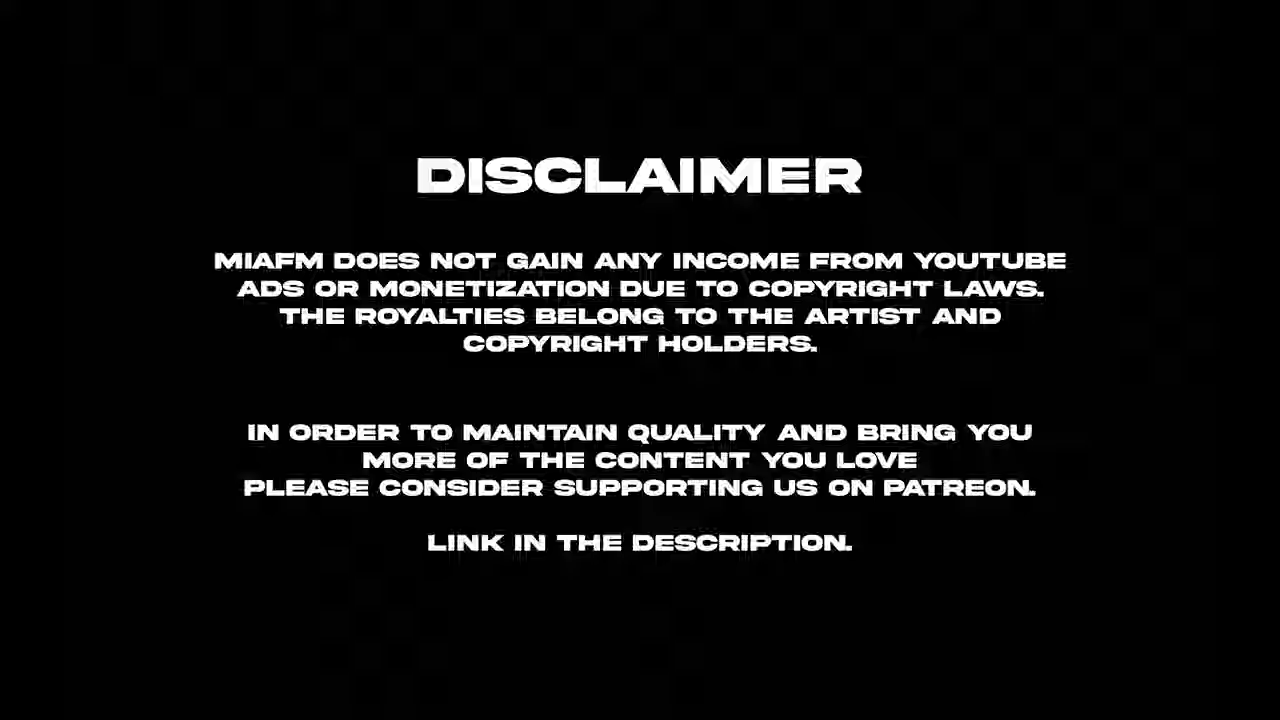 DISCLAIMER
MIAFM DOES NOT GAIN ANY INCOME FROM YOUTUBE
ADS OR MONETIZATION DUE TO COPYRIGHT LAWS.
THE ROYALTIES BELONG TO THE ARTIST AND
COPYRIGHT HOLDERS.
IN ORDER TO MAINTAIN QUALITY AND BRING YOU
MORE OF THE CONTENT YOU LOVE
PLEASE CONSIDER SUPPORTING US ON PATREON.
LINK IN THE DESCRIPTION.